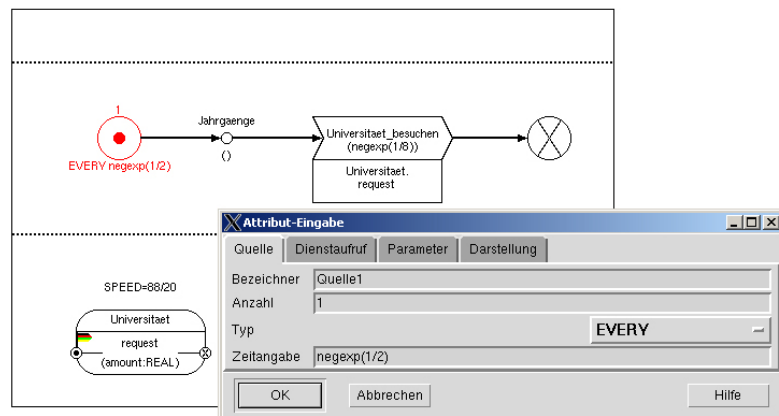 1
Jahrgaenge
EVERY negexp(1/2)
()
Universitaet_besuchen
(negexp(1/8))
Universitaet.
request
SPEED=88/20
Universitaet
request
(amount:REAL)
Attribut-Eingabe
Quelle Dienstaufruf Parameter Darstellung
Bezeichner Quelle1
Anzahl 1
Typ EVERY
Zeitangabe negexp(1/2)
OK Abbrechen Hilfe